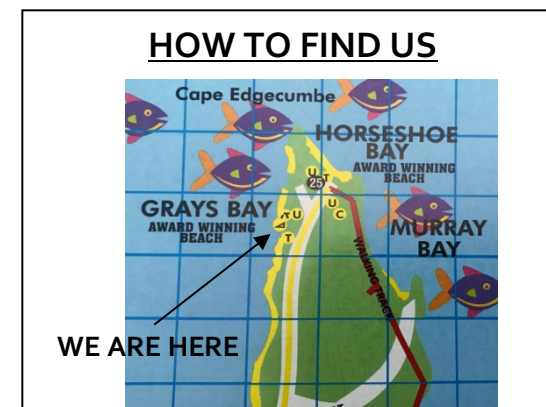 HOW TO FIND US
Cape Edgecumbe
HORSESHOE
BAY
AWARD WINNING
BEACH
U
T
25
GRAYS BAY
AWARD WINNING
BEACH
U
T
U
C
MURRAY
BAY
WALKING TRACK
WE ARE HERE